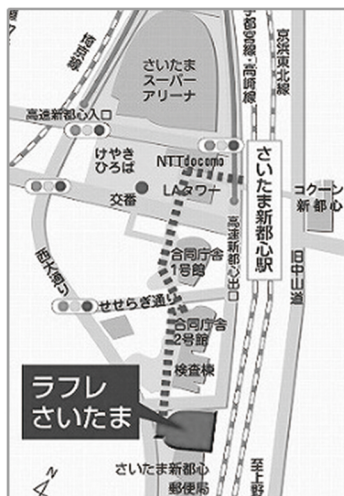 埼京線
宇都宮線・高崎線
京浜東北線
さいたま
スーパー
アリーナ
高速新都心入口
けやき
ひろば
NTTdocomo
LAタワー
交番
さいたま新都心駅
コクーン
新都心
西大通り
高速新都心出口
旧中山道
合同庁舎
1号館
せせらぎ通り
合同庁舎
2号館
検査棟
ラフレ
さいたま
さいたま新都心
郵便局
至上野
N